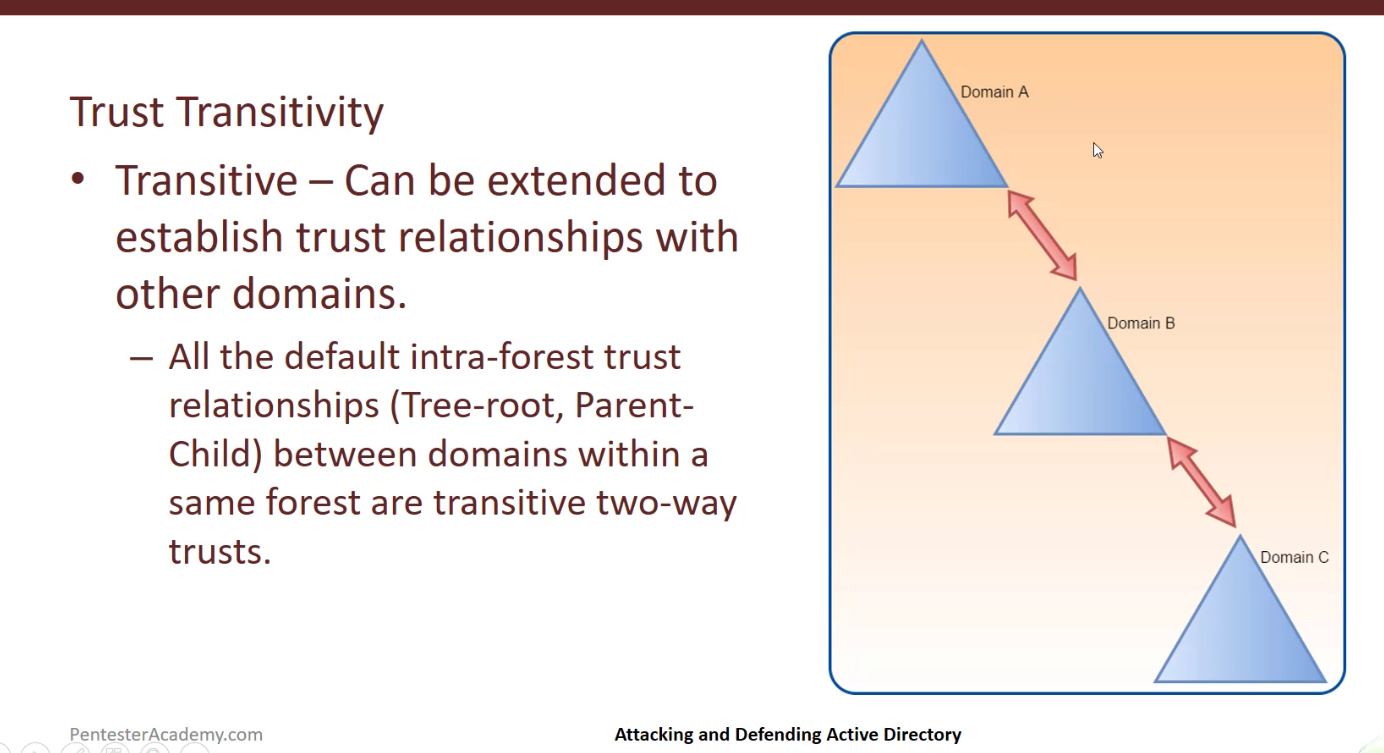 Trust Transitivity
• Transitive – Can be extended to
establish trust relationships with
other domains.
– All the default intra-forest trust
relationships (Tree-root, Parent-
Child) between domains within a
same forest are transitive two-way
trusts.
Domain A
Domain B
Domain C
PentesterAcademy.com
Attacking and Defending Active Directory